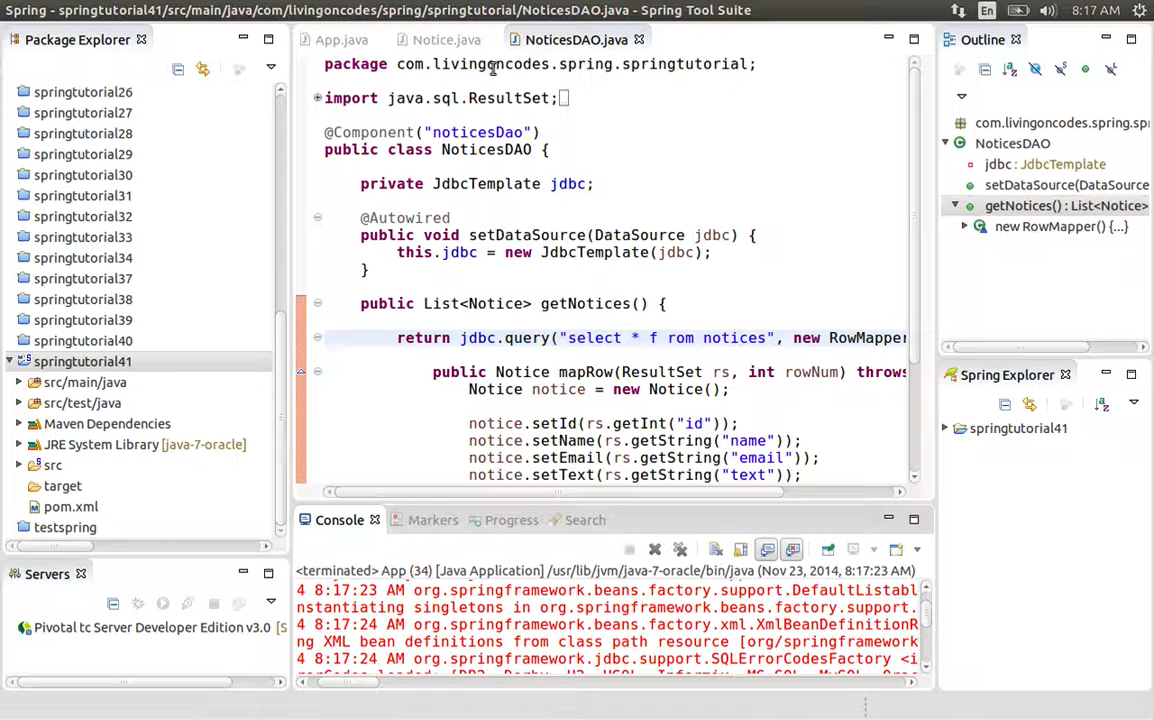 Spring - springtutorial41/src/main/java/com/livingoncodes/spring/springtutorial/NoticesDAO.java - Spring Tool Suite
En
8:17 AM
Package Explorer
springtutorial26
springtutorial27
springtutorial28
springtutorial29
springtutorial30
springtutorial31
springtutorial32
springtutorial33
springtutorial34
springtutorial37
springtutorial38
springtutorial39
springtutorial40
springtutorial41
src/main/java
src/test/java
Maven Dependencies
JRE System Library [java-7-oracle]
src
target
pom.xml
testspring
Servers
Pivotal tc Server Developer Edition v3.0 [S
App.java
Notice.java
NoticesDAO.java
package com.livingoncodes.spring.springtutorial;
import java.sql.ResultSet;
@Component("noticesDao")
public class NoticesDAO {
private JdbcTemplate jdbc;
@Autowired
public void setDataSource(DataSource jdbc) {
this.jdbc = new JdbcTemplate(jdbc);
}
public List<Notice> getNotices() {
return jdbc.query("select * f rom notices", new RowMapper
public Notice mapRow(ResultSet rs, int rowNum) throws
Notice notice = new Notice();
notice.setId(rs.getInt("id"));
notice.setName(rs.getString("name"));
notice.setEmail(rs.getString("email"));
notice.setText(rs.getString("text"));
Console
Markers
Progress
Search
<terminated> App (34) [Java Application] /usr/lib/jvm/java-7-oracle/bin/java (Nov 23, 2014, 8:17:23 AM)
4 8:17:23 AM org.springframework.beans.factory.support.DefaultListabl
nstantiating singletons in org.springframework.beans.factory.support.
4 8:17:24 AM org.springframework.beans.factory.xml.XmlBeanDefinitionR
ng XML bean definitions from class path resource [org/springframework
4 8:17:24 AM org.springframework.jdbc.support.SQLErrorCodesFactory <i
Outline
com.livingoncodes.spring.spr
NoticesDAO
jdbc : JdbcTemplate
setDataSource(DataSource
getNotices() : List<Notice>
new RowMapper() {...}
Spring Explorer
springtutorial41